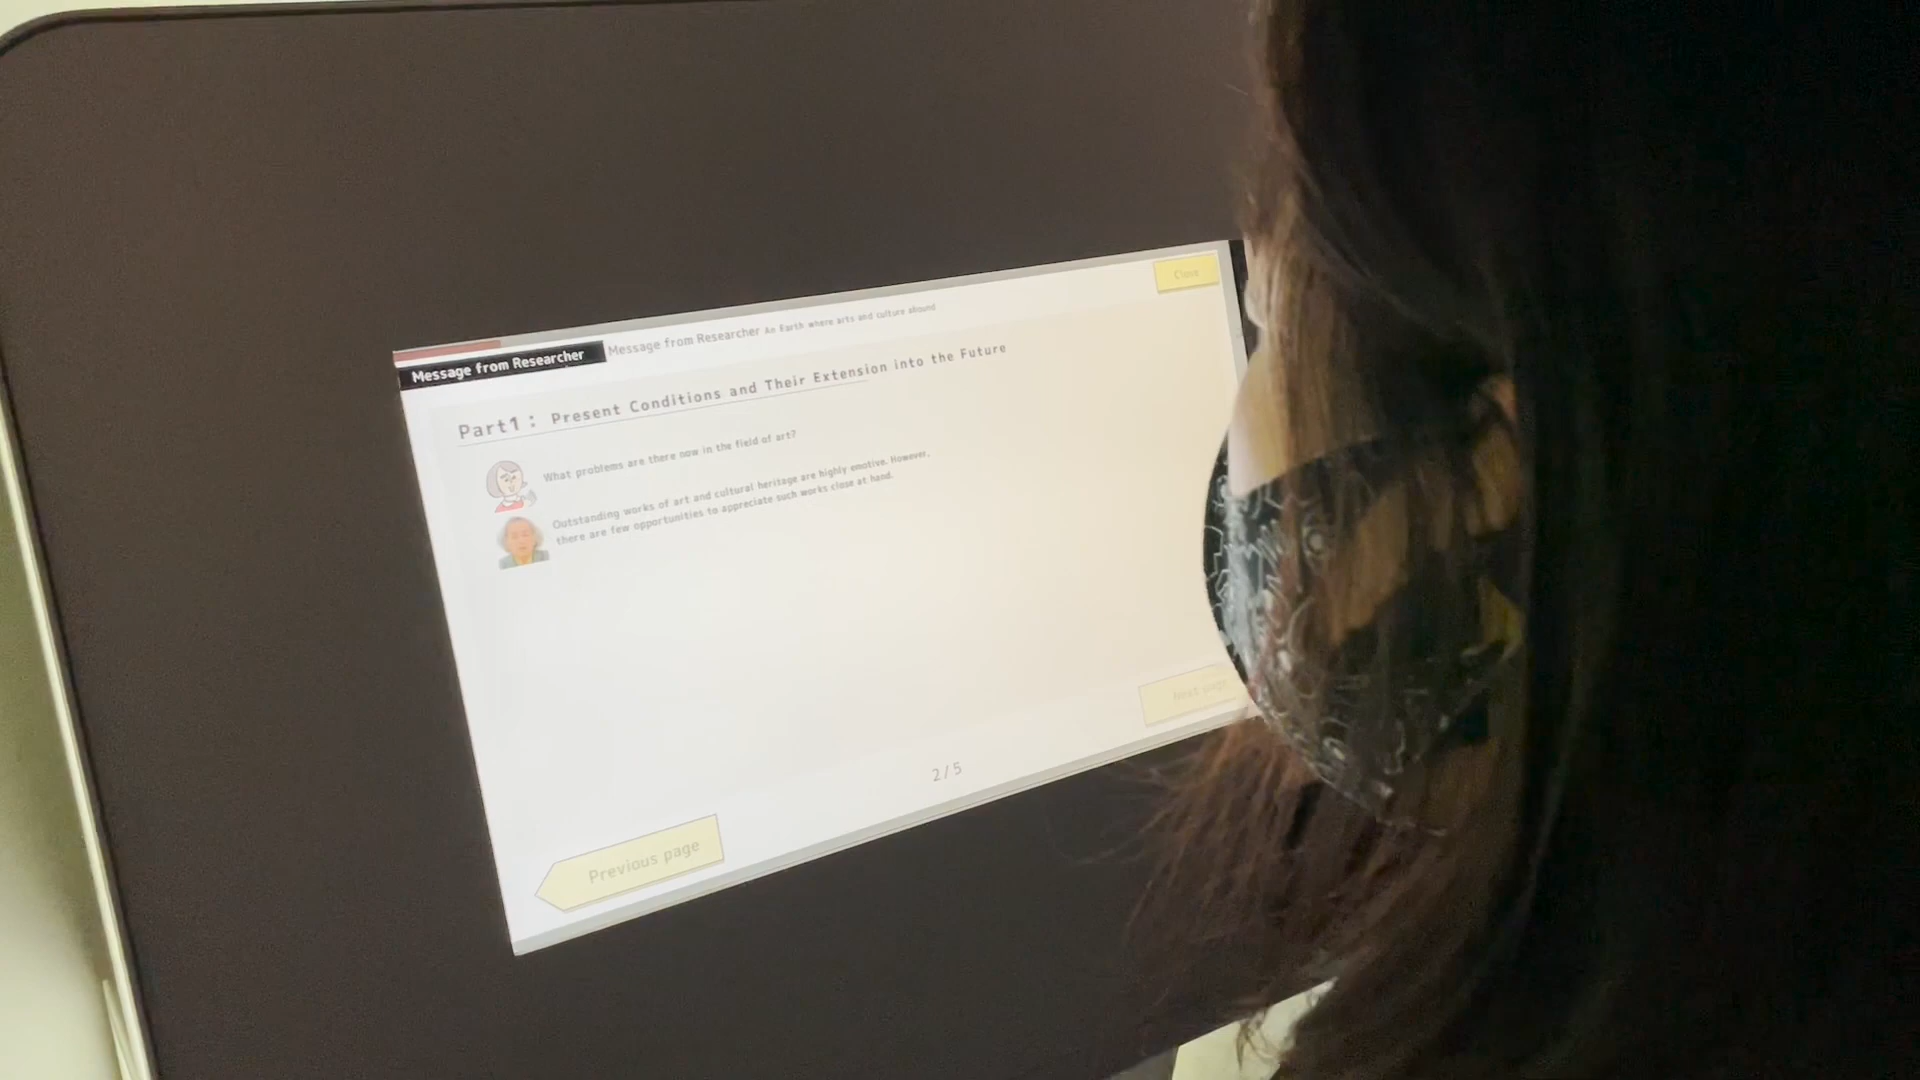 Close
Message from Researcher
Message from Researcher An Earth where arts and culture abound
Part1: Present Conditions and Their Extension into the Future
What problems are there now in the field of art?
Outstanding works of art and cultural heritage are highly emotive. However,
there are few opportunities to appreciate such works close at hand.
Next page
2/5
Previous page